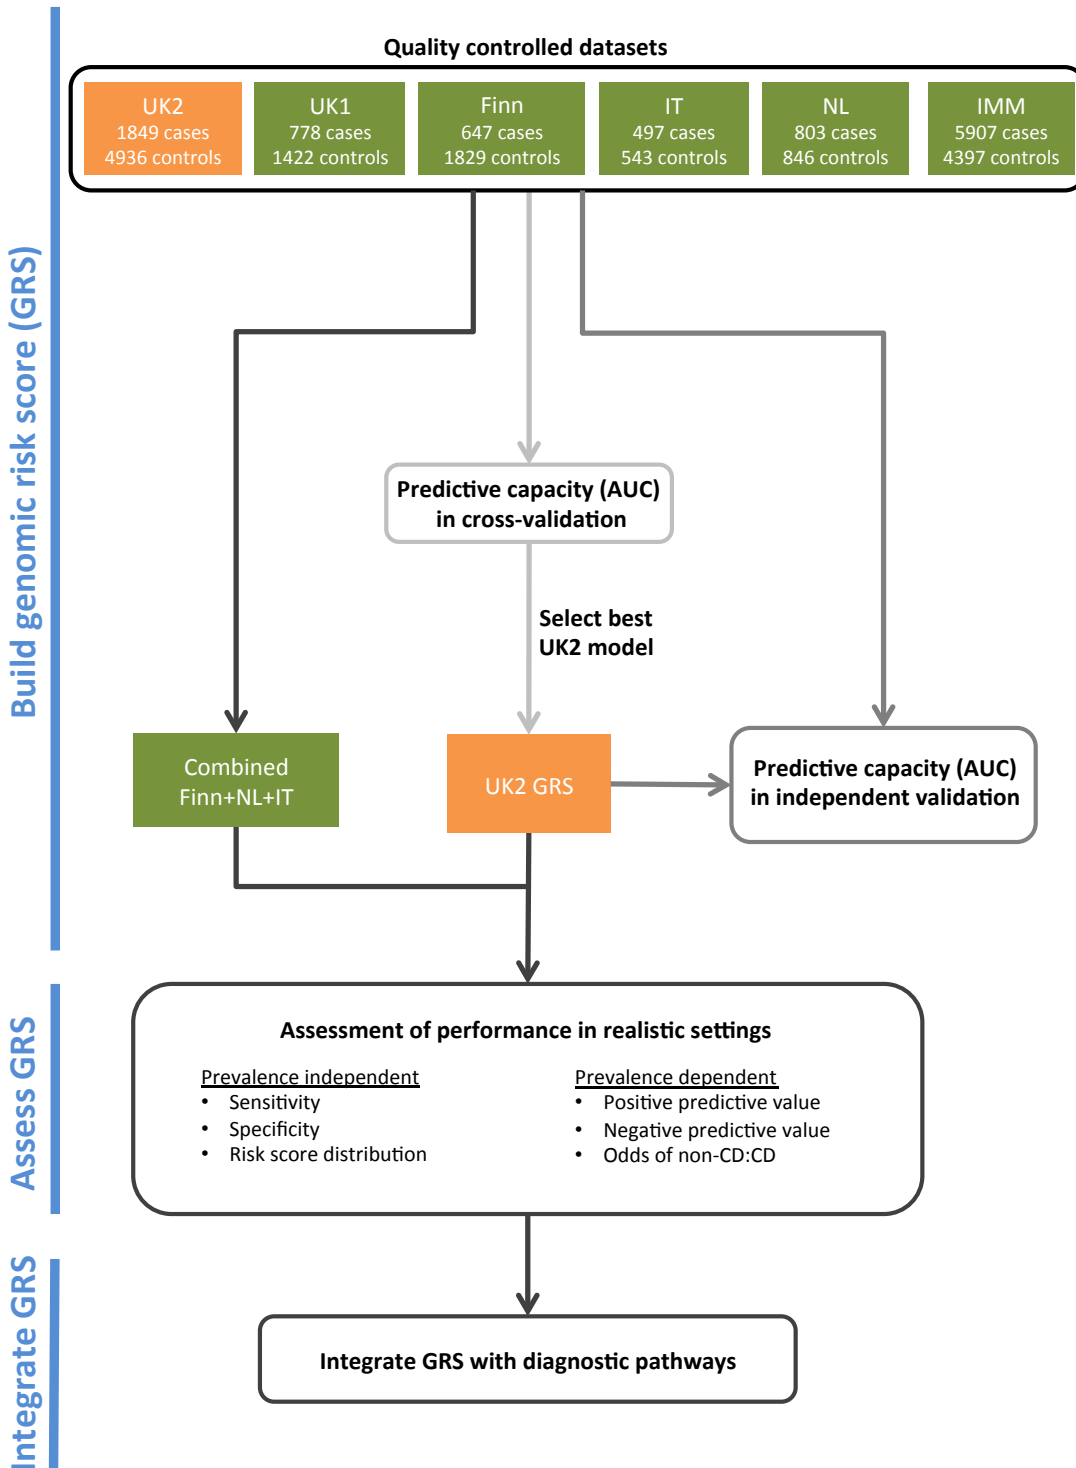 Quality controlled datasets
UK2
1849 cases
4936 controls
UK1
778 cases
1422 controls
Finn
647 cases
1829 controls
IT
497 cases
543 controls
NL
803 cases
846 controls
IMM
5907 cases
4397 controls
Build genomic risk score (GRS)
Predictive capacity (AUC)
in cross-validation
Select best
UK2 model
Combined
Finn+NL+IT
UK2 GRS
Predictive capacity (AUC)
in independent validation
Assess GRS
Assessment of performance in realistic settings
Prevalence independent
• Sensitivity
• Specificity
• Risk score distribution
Prevalence dependent
• Positive predictive value
• Negative predictive value
• Odds of non-CD:CD
Integrate GRS
Integrate GRS with diagnostic pathways